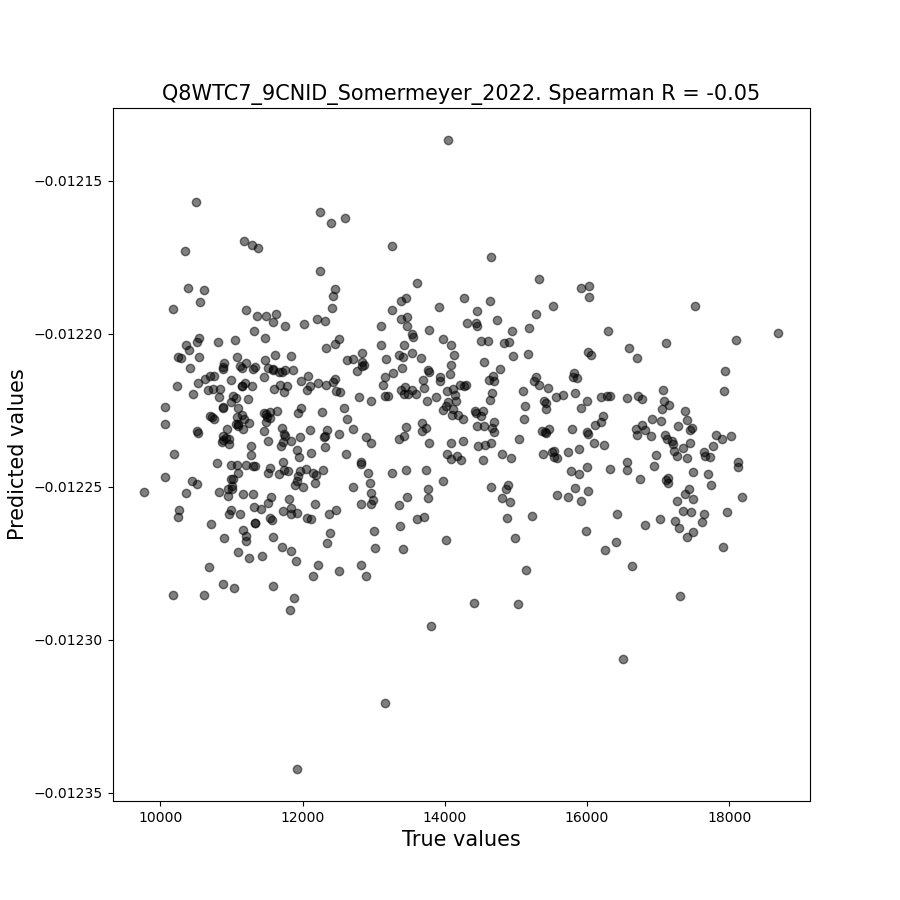 Q8WTC7_9CNID_Somermeyer_2022. Spearman R = -0.05
Predicted values
−0.01215
−0.01220
−0.01225
−0.01230
−0.01235
10000 12000 14000 16000 18000
True values